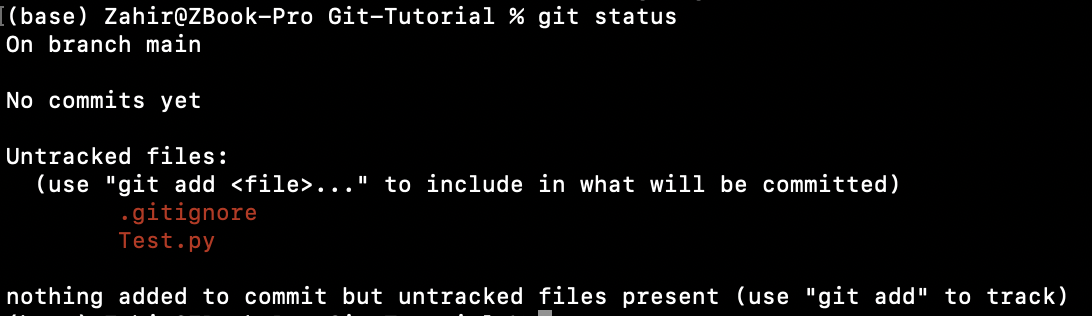 (base) Zahir@ZBook-Pro Git-Tutorial % git status
On branch main
No commits yet
Untracked files:
(use "git add <file>..." to include in what will be committed)
.gitignore
Test.py
nothing added to commit but untracked files present (use "git add" to track)